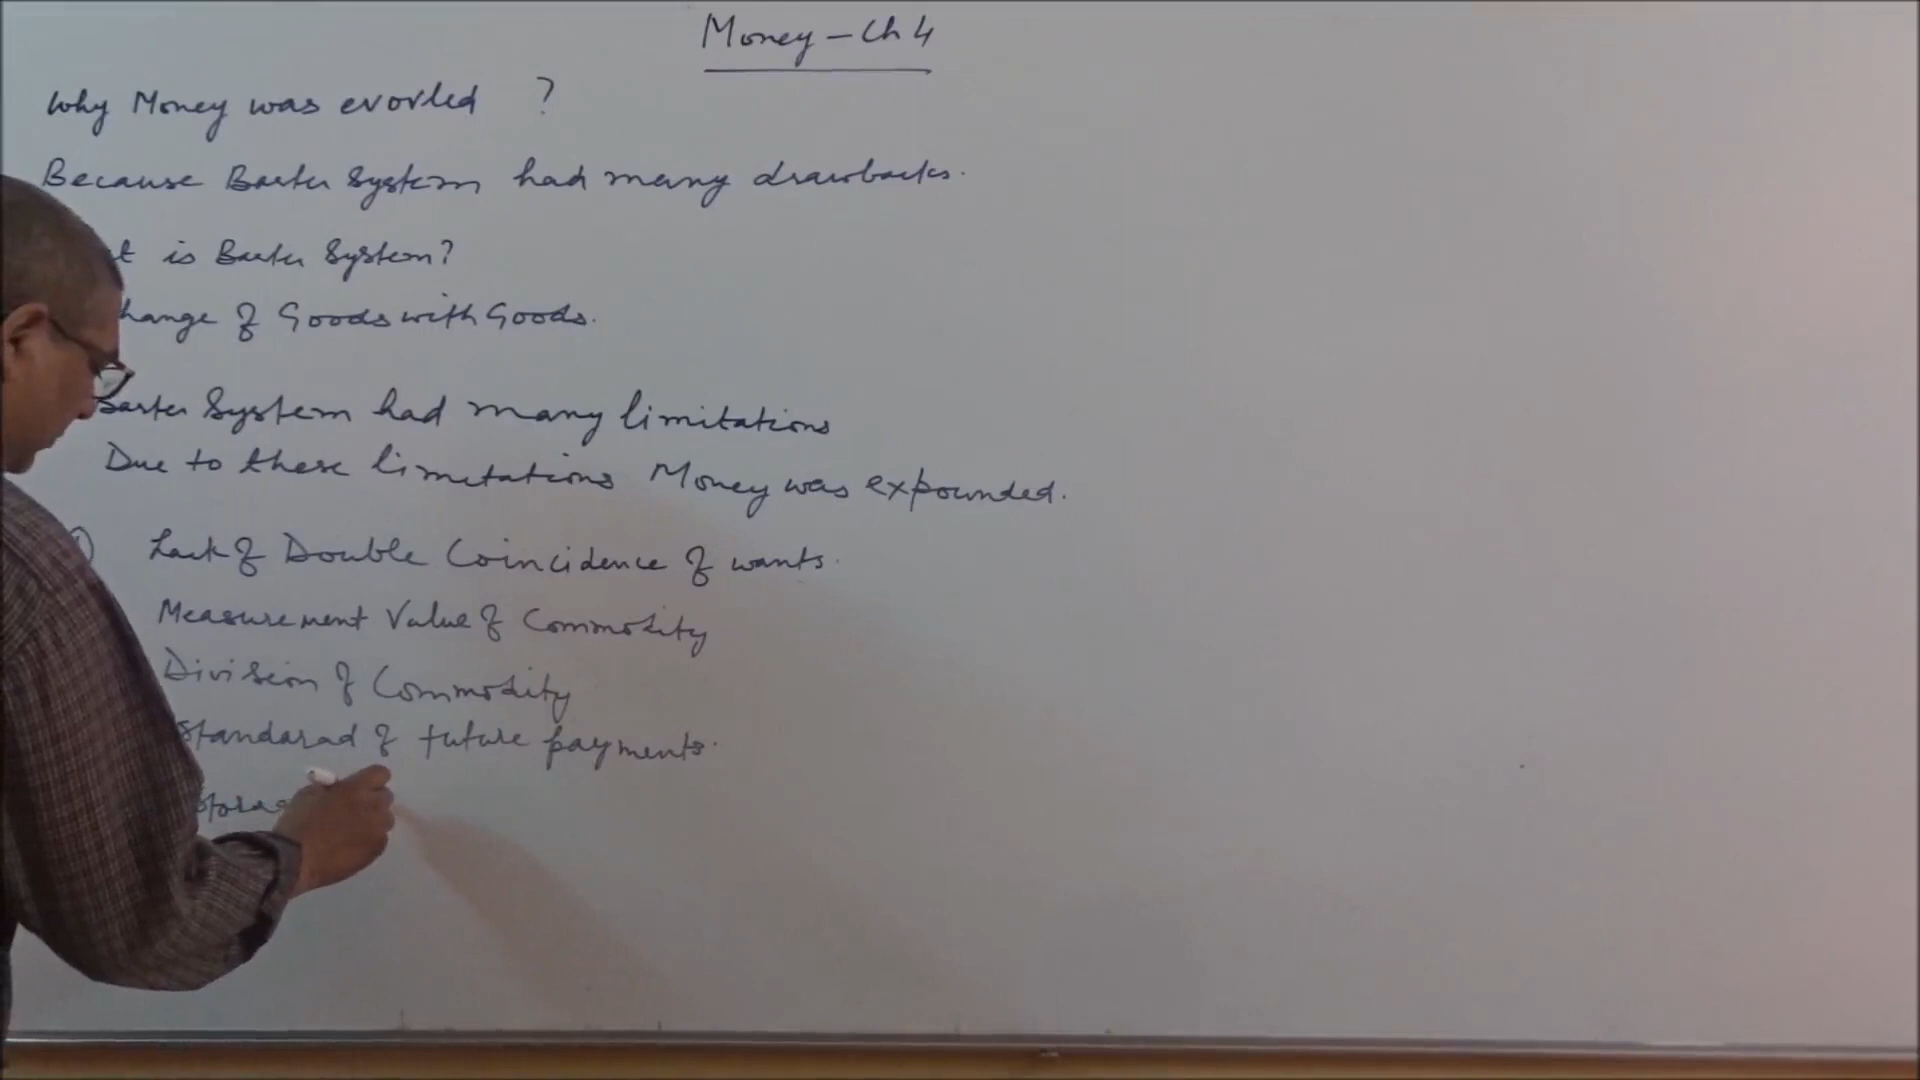 Money - Ch 4
Why Money was evovled ?
Because Barter System had many drawbacks.
is Barter System?
of Goods with Goods.
Barter System had many limitations
Due to these limitations Money was expounded.
Lack of Double Coincidence of wants.
Measurement Value of Commodity
Division of Commodity
Standarad of future payments.